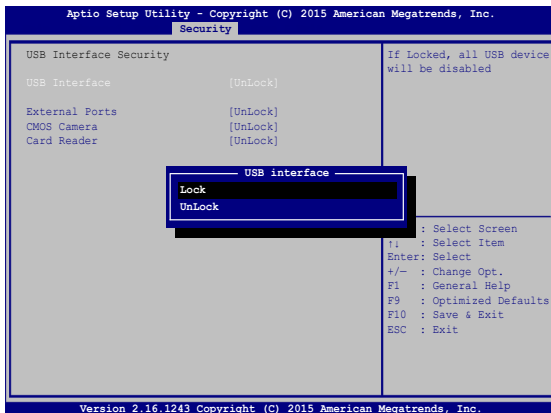 Aptio Setup Utility - Copyright (C) 2015 American Megatrends, Inc.
Security
USB Interface Security
USB Interface [UnLock]
External Ports [UnLock]
CMOS Camera [UnLock]
Card Reader [UnLock]
If Locked, all USB device
will be disabled
USB interface
Lock
UnLock
: Select Screen
↑↓ : Select Item
Enter: Select
+/— : Change Opt.
F1 : General Help
F9 : Optimized Defaults
F10 : Save & Exit
ESC : Exit
Version 2.16.1243 Copyright (C) 2015 American Megatrends, Inc.